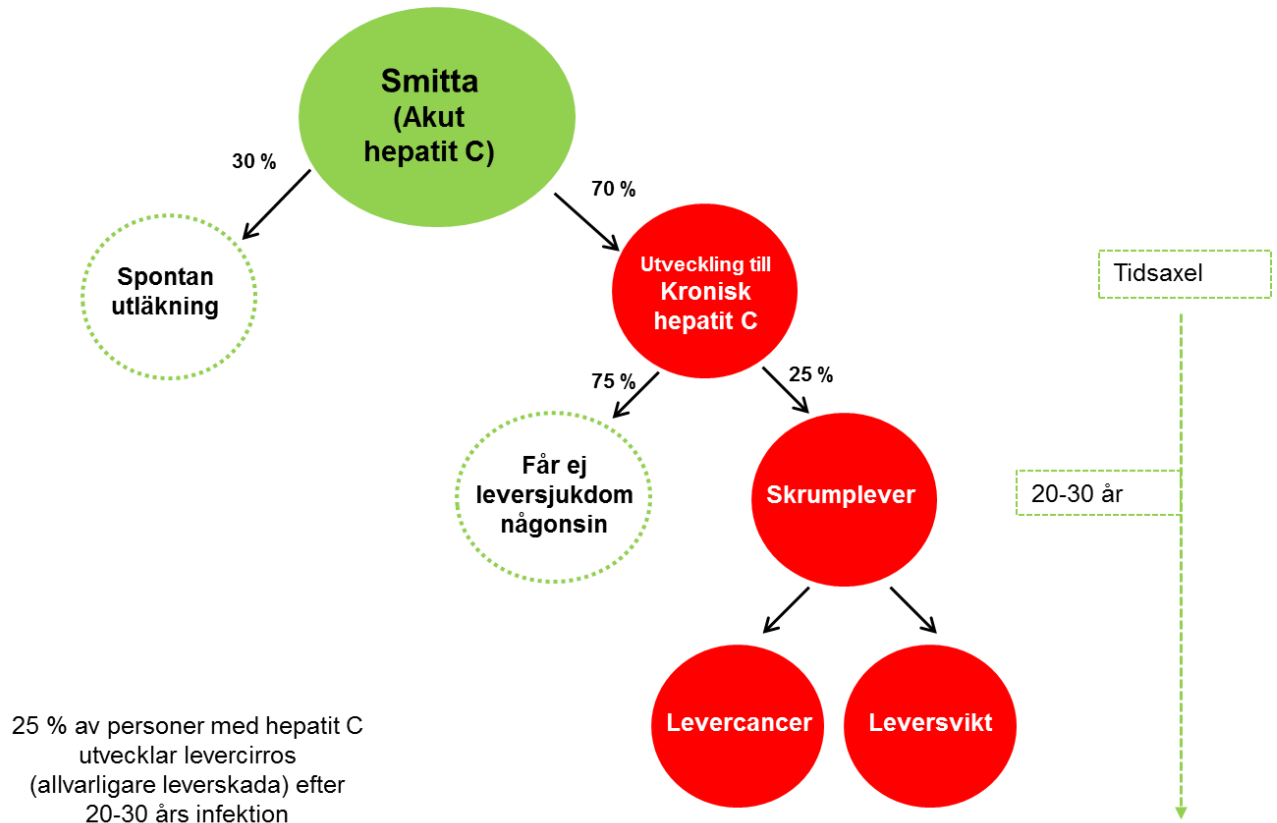 Smitta
(Akut
hepatit C)
30 %
70 %
Spontan
utläkning
Utveckling till
Kronisk
hepatit C
Tidsaxel
75 %
25 %
Får ej
leversjukdom
någonsin
Skrumplever
20-30 år
Levercancer
Leversvikt
25 % av personer med hepatit C
utvecklar levercirros
(allvarligare leverskada) efter
20-30 års infektion